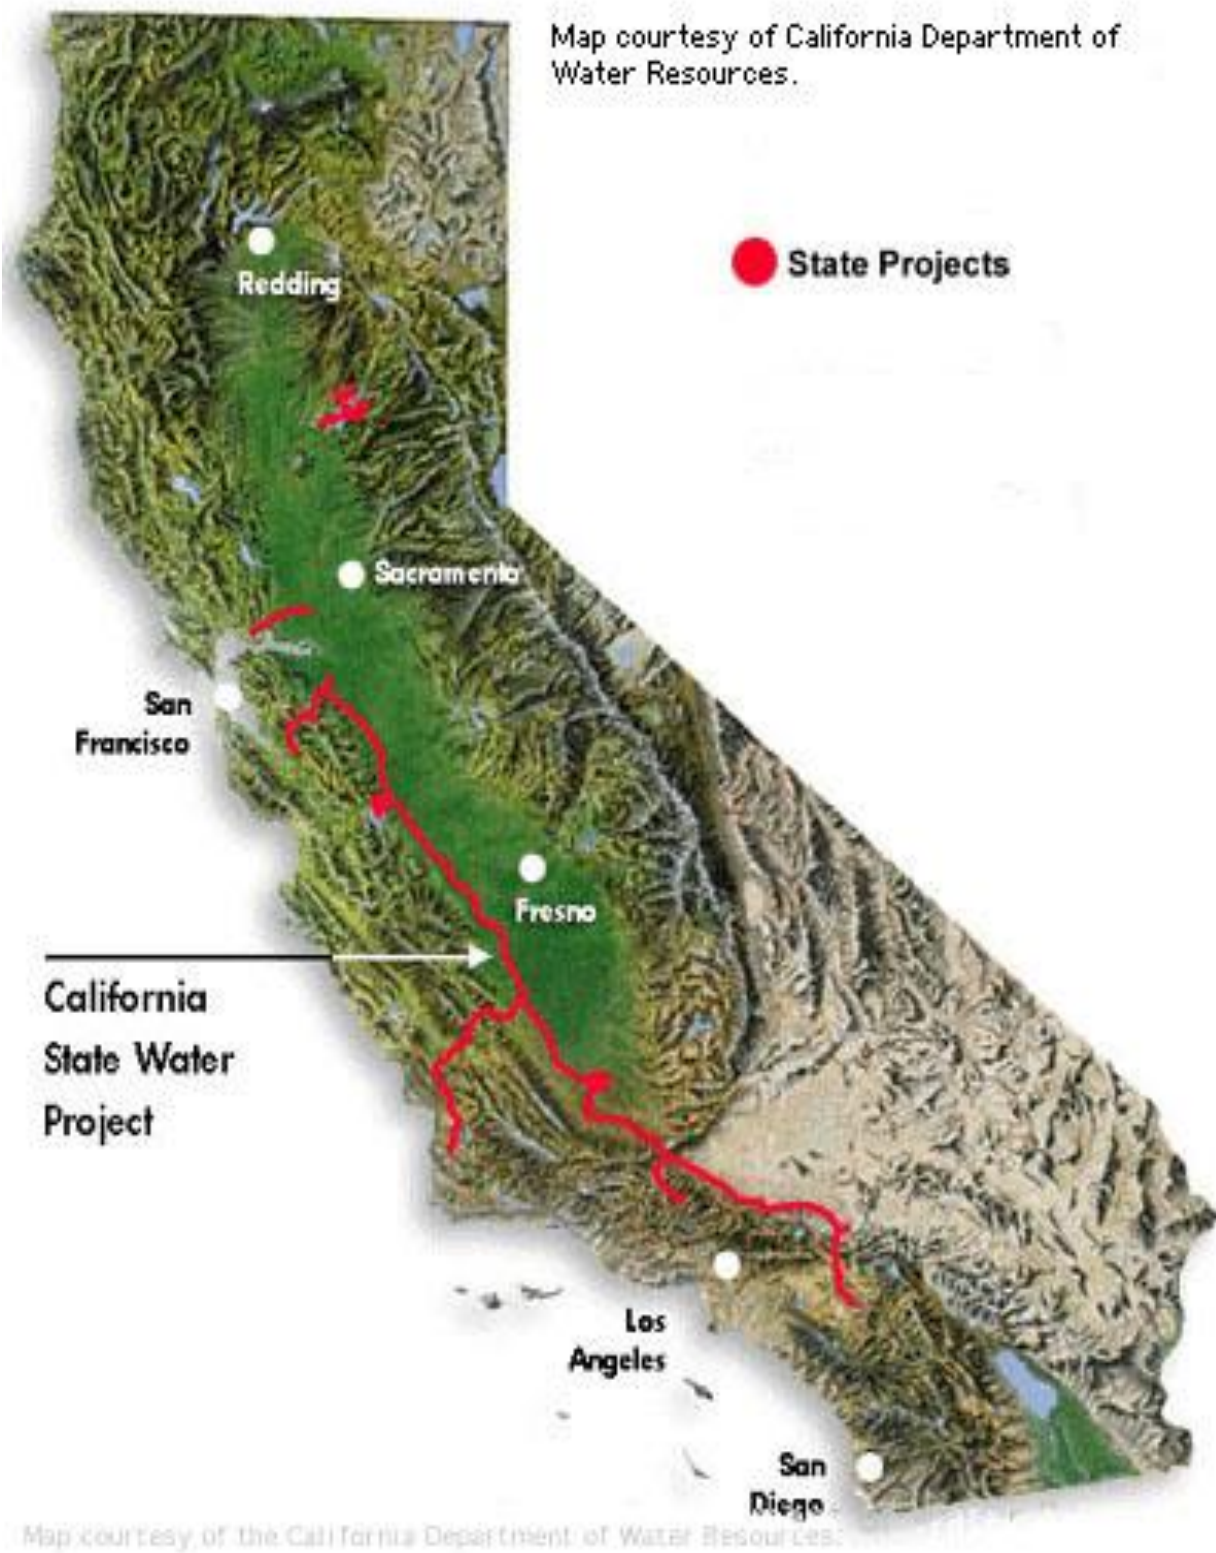 Map courtesy of California Department of
Water Resources.
State Projects
Redding
Sacramento
San
Francisco
Fresno
California
State Water
Project
Los
Angeles
San
Diego
Map courtesy of the California Department of Water Resources.